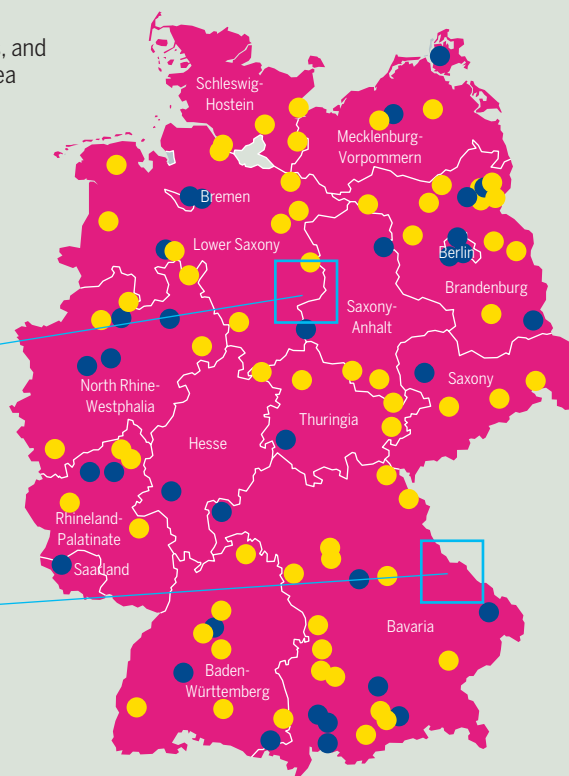 , and
ea
Schleswig-
Hostein
Mecklenburg-
Vorpommern
Bremen
Lower Saxony
Berlin
Brandenburg
Saxony-
Anhalt
North Rhine-
Westphalia
Saxony
Thuringia
Hesse
Rhineland-
Palatinate
Saarland
Bavaria
Baden-
Württemberg